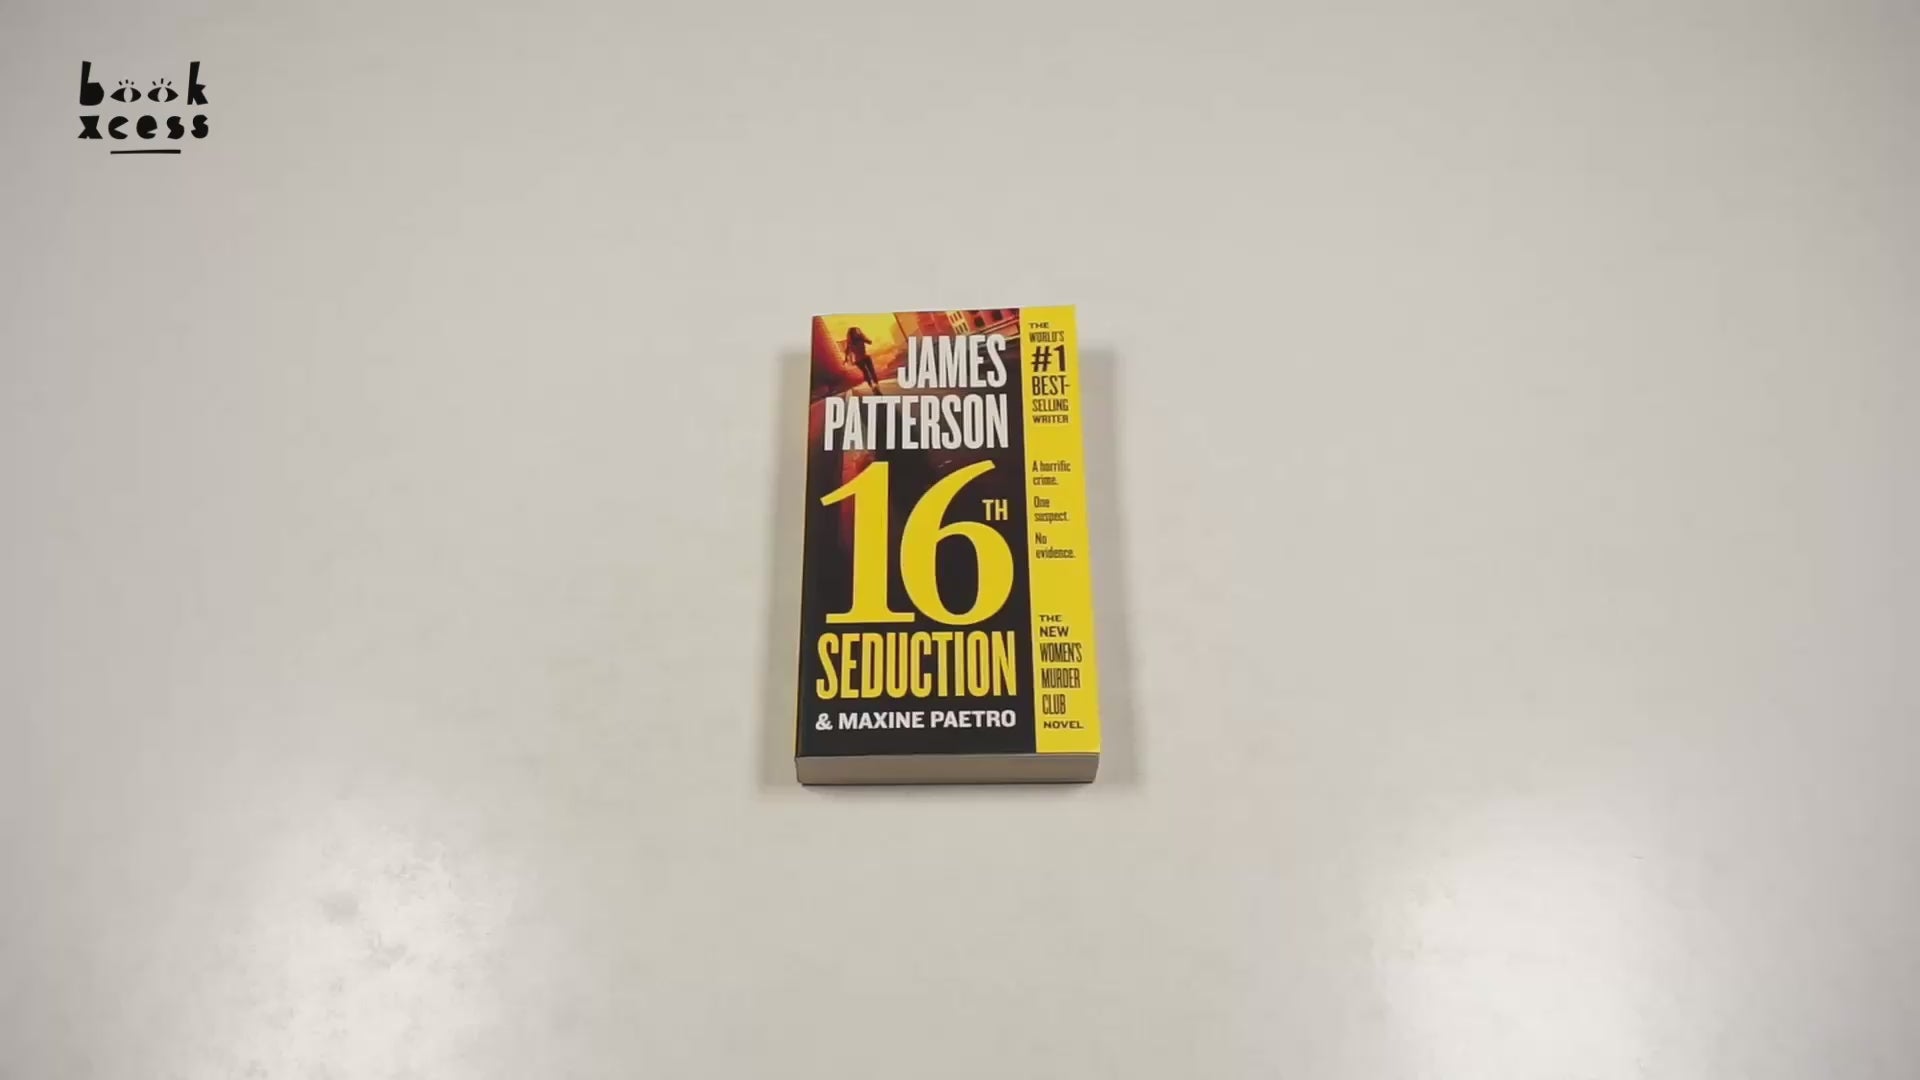 book
xcess
JAMES
PATTERSON
16TH
SEDUCTION
& MAXINE PAETRO
THE
WORLD'S
#1
BEST-
SELLING
WRITER
A horrific
crime.
One
suspect.
No
evidence.
THE
NEW
WOMEN'S
MURDER
CLUB
NOVEL